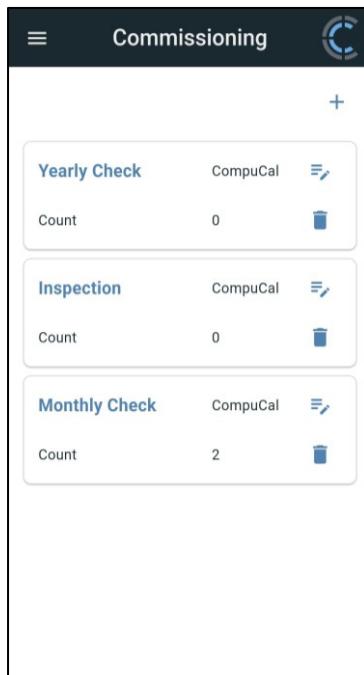 Commissioning
Yearly Check CompuCal
Count 0
Inspection CompuCal
Count 0
Monthly Check CompuCal
Count 2